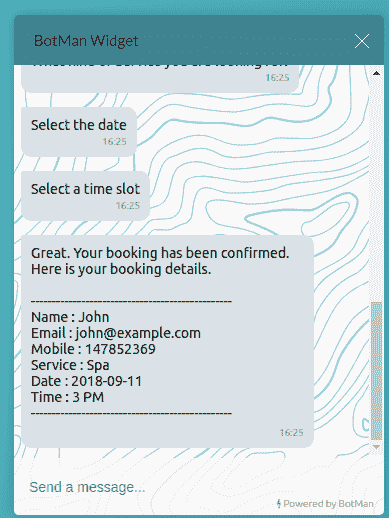 BotMan Widget
16:25
Select the date
16:25
Select a time slot
16:25
Great. Your booking has been confirmed.
Here is your booking details.
----------------------------------------
Name : John
Email : john@example.com
Mobile : 147852369
Service : Spa
Date : 2018-09-11
Time : 3 PM
----------------------------------------
16:25
Send a message...
Powered by BotMan